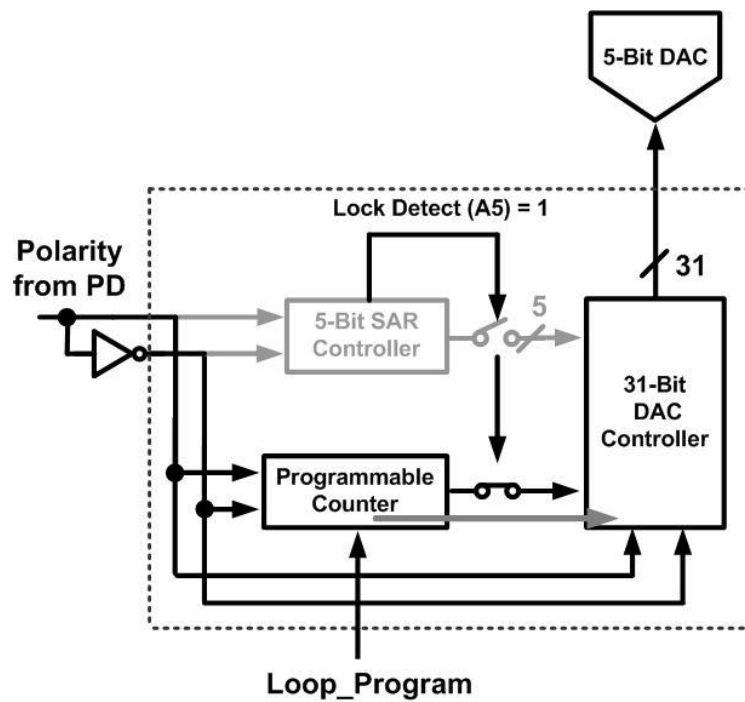 5-Bit DAC
Lock Detect (A5) = 1
Polarity
from PD
31
5-Bit SAR
Controller
5
31-Bit
DAC
Controller
Programmable
Counter
Loop_Program